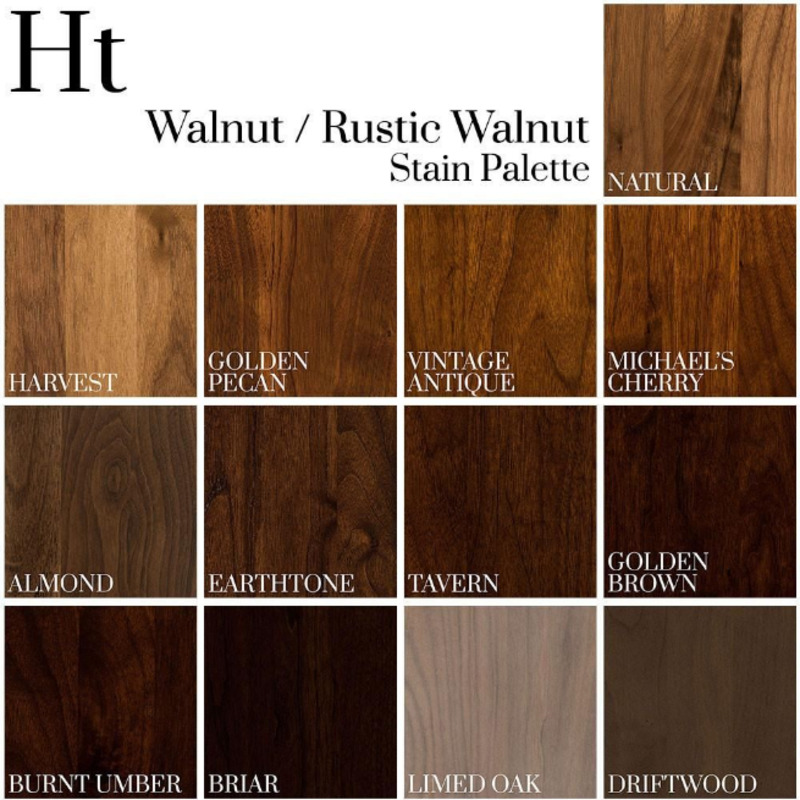 Ht
Walnut / Rustic Walnut
Stain Palette
NATURAL
HARVEST
GOLDEN
PECAN
VINTAGE
ANTIQUE
MICHAEL'S
CHERRY
ALMOND
EARTHTONE
TAVERN
GOLDEN
BROWN
BURNT UMBER
BRIAR
LIMED OAK
DRIFTWOOD